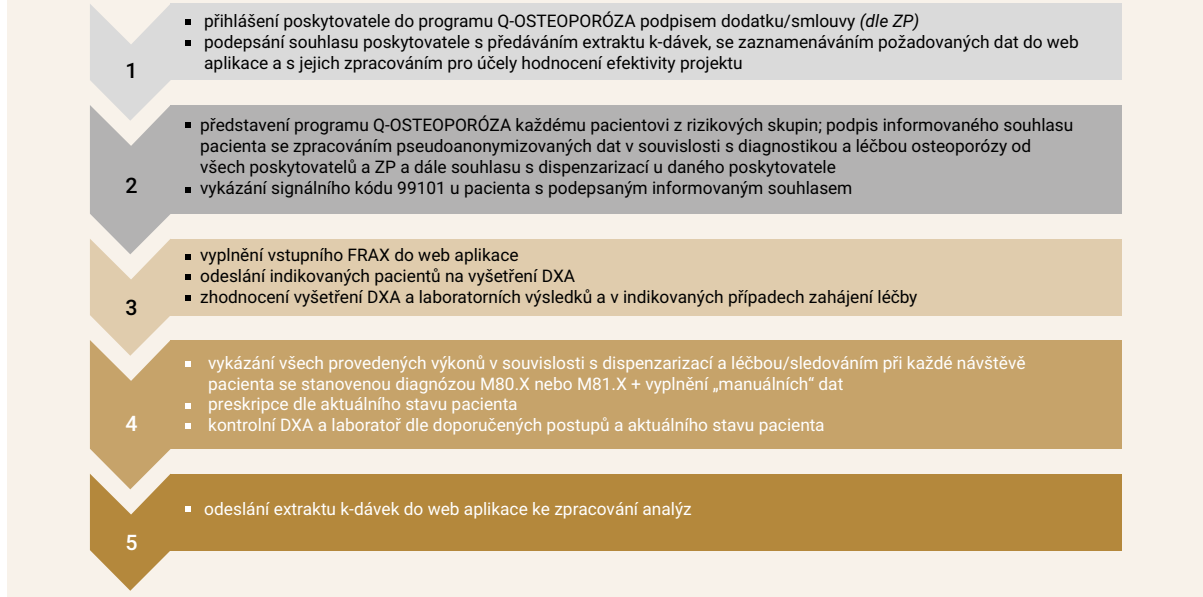 ▪ přihlášení poskytovatele do programu Q-OSTEOPORÓZA podpisem dodatku/smlouvy (dle ZP)
▪ podepsání souhlasu poskytovatele s předáváním extraktu k-dávek, se zaznamenáváním požadovaných dat do web
aplikace a s jejich zpracováním pro účely hodnocení efektivity projektu
1
▪ představení programu Q-OSTEOPORÓZA každému pacientovi z rizikových skupin; podpis informovaného souhlasu
pacienta se zpracováním pseudoanonymizovaných dat v souvislosti s diagnostikou a léčbou osteoporózy od
všech poskytovatelů a ZP a dále souhlasu s dispenzarizací u daného poskytovatele
2
▪ vykázání signálního kódu 99101 u pacienta s podepsaným informovaným souhlasem
▪ vyplnění vstupního FRAX do web aplikace
▪ odeslání indikovaných pacientů na vyšetření DXA
▪ zhodnocení vyšetření DXA a laboratorních výsledků a v indikovaných případech zahájení léčby
3
▪ vykázání všech provedených výkonů v souvislosti s dispenzarizací a léčbou/sledováním při každé návštěvě
pacienta se stanovenou diagnózou M80.X nebo M81.X + vyplnění „manuálních“ dat
▪ preskripce dle aktuálního stavu pacienta
4
▪ kontrolní DXA a laboratoř dle doporučených postupů a aktuálního stavu pacienta
▪ odeslání extraktu k-dávek do web aplikace ke zpracování analýz
5